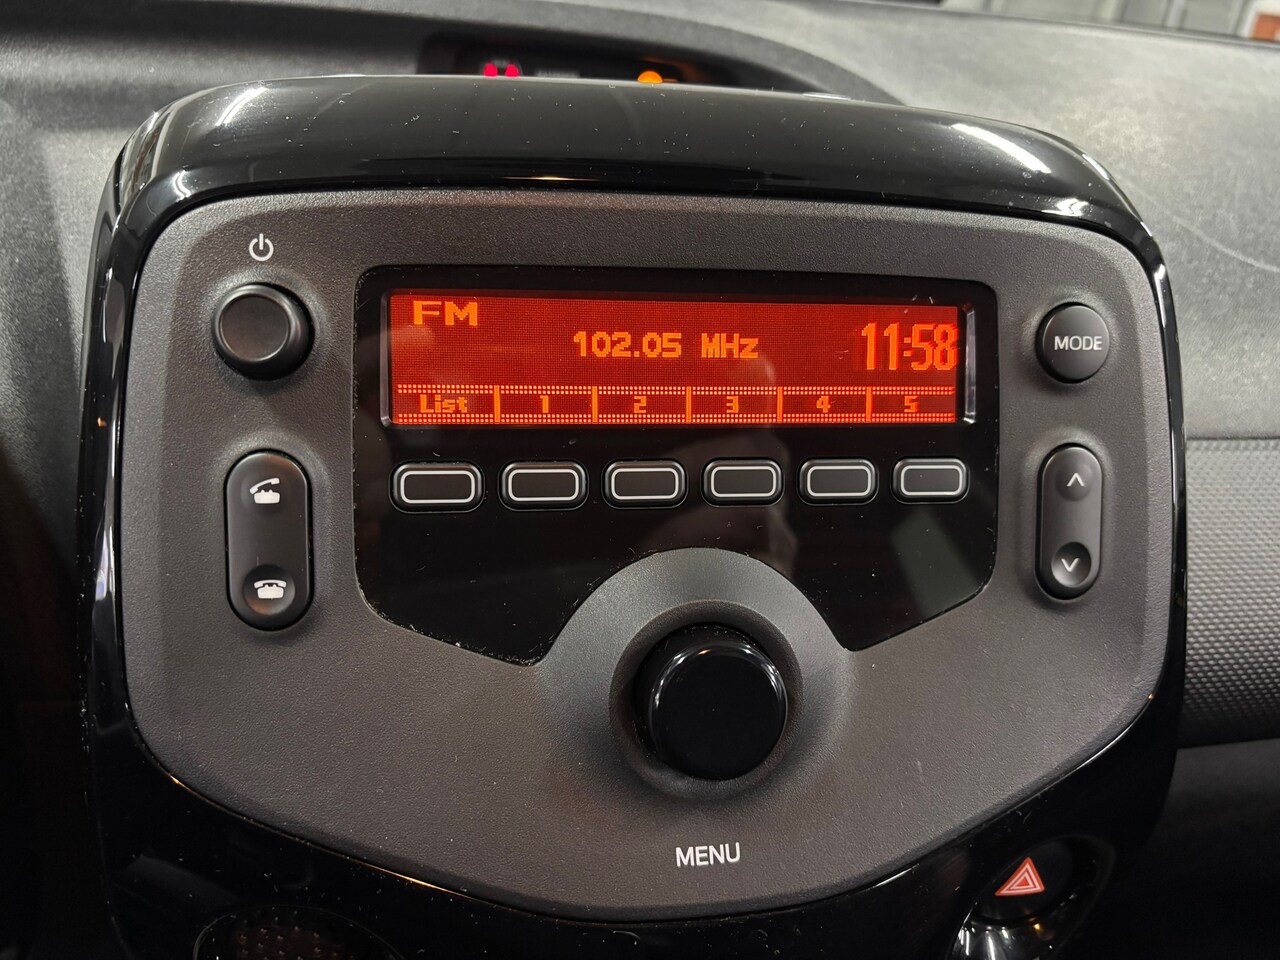 FM
102.05 MHz
11:58
List 1 2 3 4 5
MODE
MENU